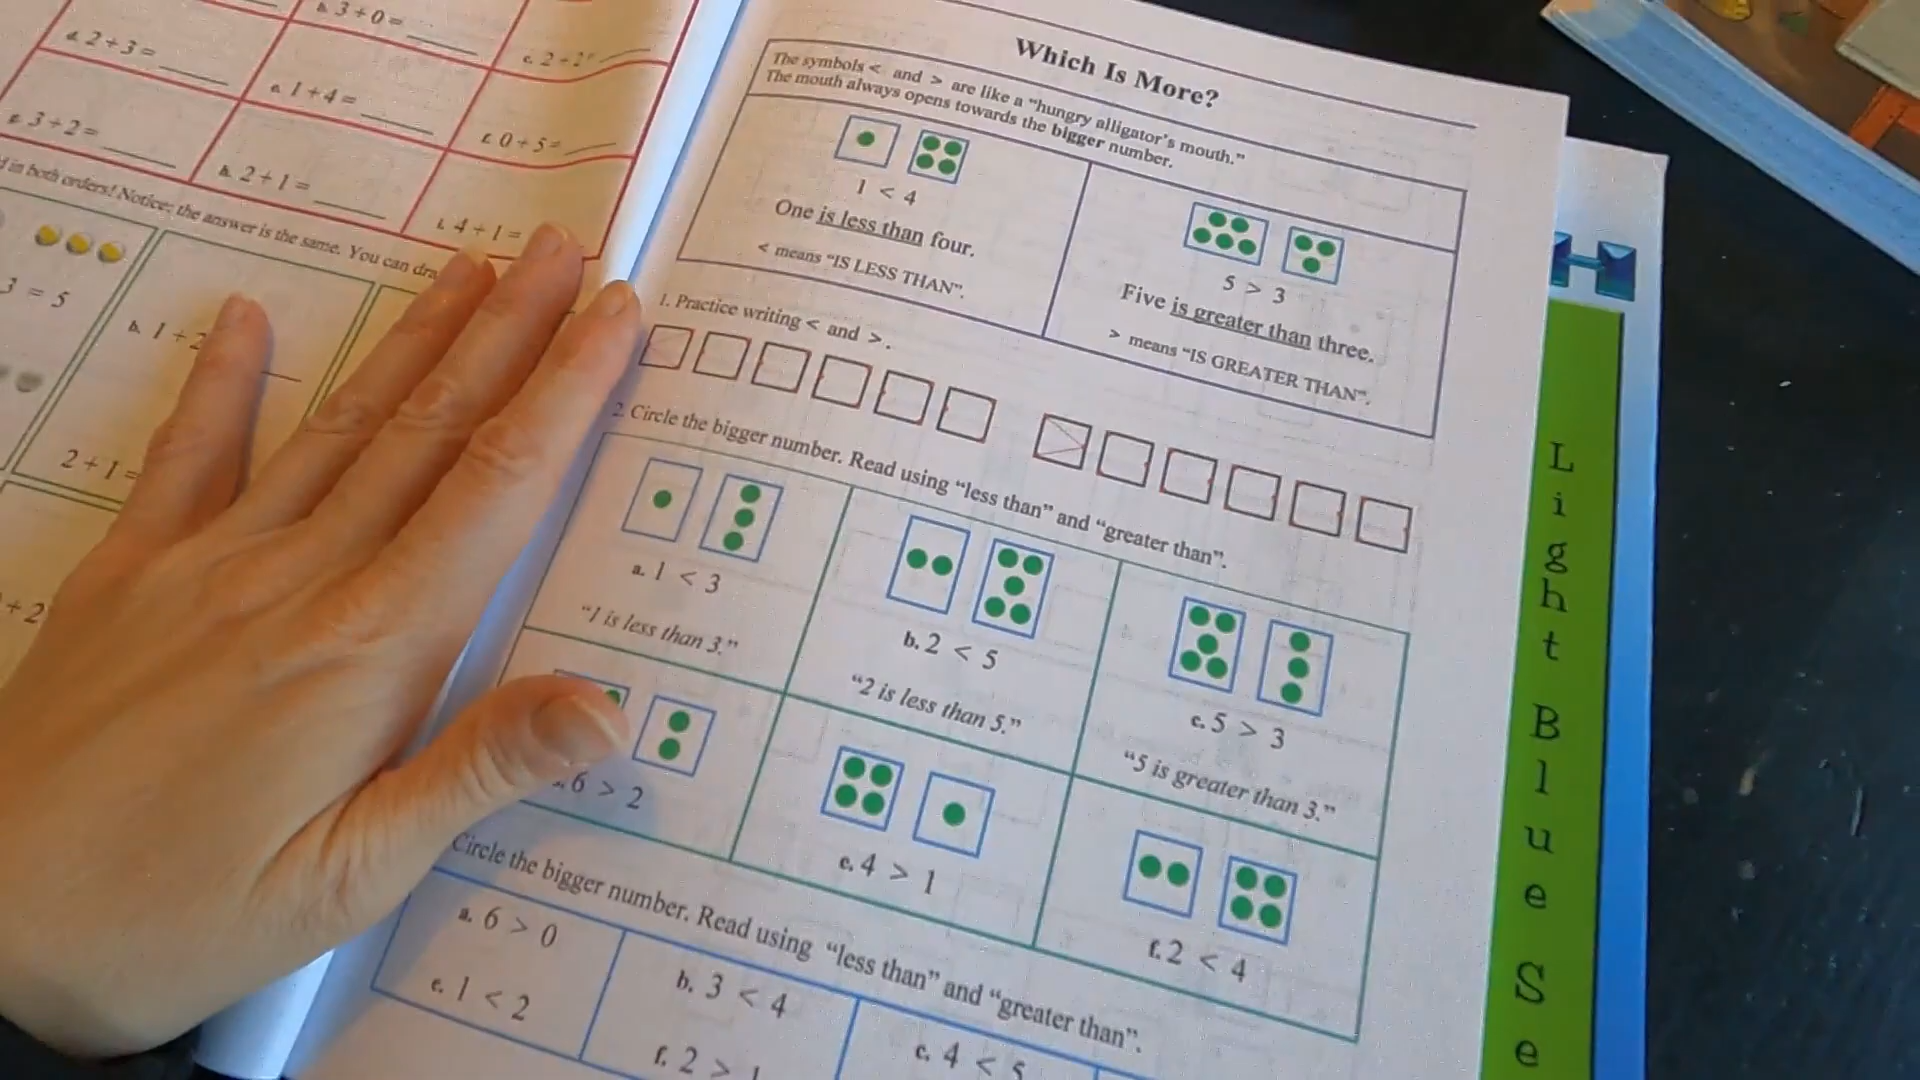 b. 3 + 0 =
d. 2 + 3 =
c. 2 + 2 =
e. 1 + 4 =
g. 3 + 2 =
f. 0 + 5 =
h. 2 + 1 =
i. 4 + 1 =
in both orders! Notice: the answer is the same. You can
3 = 5
b. 1 + 2
2 + 1 =
+ 2
Which Is More?
The symbols < and > are like a "hungry alligator's mouth."
The mouth always opens towards the bigger number.
1 < 4
One is less than four.
< means "IS LESS THAN".
5 > 3
Five is greater than three.
> means "IS GREATER THAN".
1. Practice writing < and >.
2. Circle the bigger number. Read using "less than" and "greater than".
a. 1 < 3
"1 is less than 3."
b. 2 < 5
"2 is less than 5."
c. 5 > 3
"5 is greater than 3."
6 > 2
e. 4 > 1
f. 2 < 4
Circle the bigger number. Read using "less than" and "greater than".
a. 6 > 0
b. 3 < 4
c. 4 < 5
e. 1 < 2
f. 2 > 1
Light Blue Se